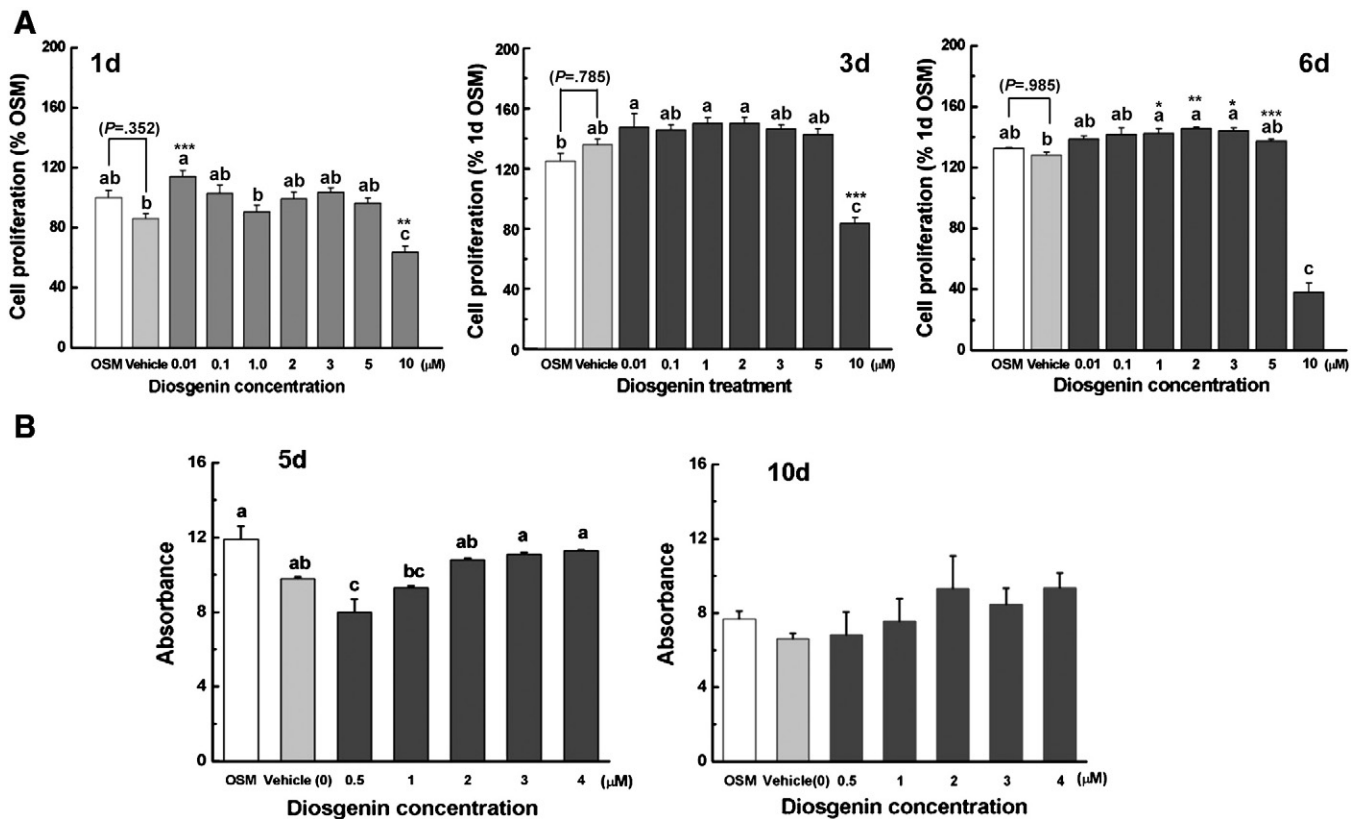 A
1d
Cell proliferation (% OSM)
200
160
120
80
40
0
(P=.352)
ab
b
***
a
ab
b
ab
ab
ab
**
c
OSM Vehicle 0.01 0.1 1.0 2 3 5 10 (μM)
Diosgenin concentration
3d
Cell proliferation (% 1d OSM)
200
160
120
80
40
0
(P=.785)
b
ab
a
ab
a
a
ab
ab
***
c
OSM Vehicle 0.01 0.1 1 2 3 5 10 (μM)
Diosgenin treatment
6d
Cell proliferation (% 1d OSM)
200
160
120
80
40
0
(P=.985)
ab
b
ab
ab
*
a
**
a
*
a
***
ab
c
OSM Vehicle 0.01 0.1 1 2 3 5 10 (μM)
Diosgenin concentration
B
5d
Absorbance
16
12
8
4
0
a
ab
c
bc
ab
a
a
OSM Vehicle (0) 0.5 1 2 3 4 (μM)
Diosgenin concentration
10d
Absorbance
16
12
8
4
0
OSM Vehicle(0) 0.5 1 2 3 4 (μM)
Diosgenin concentration